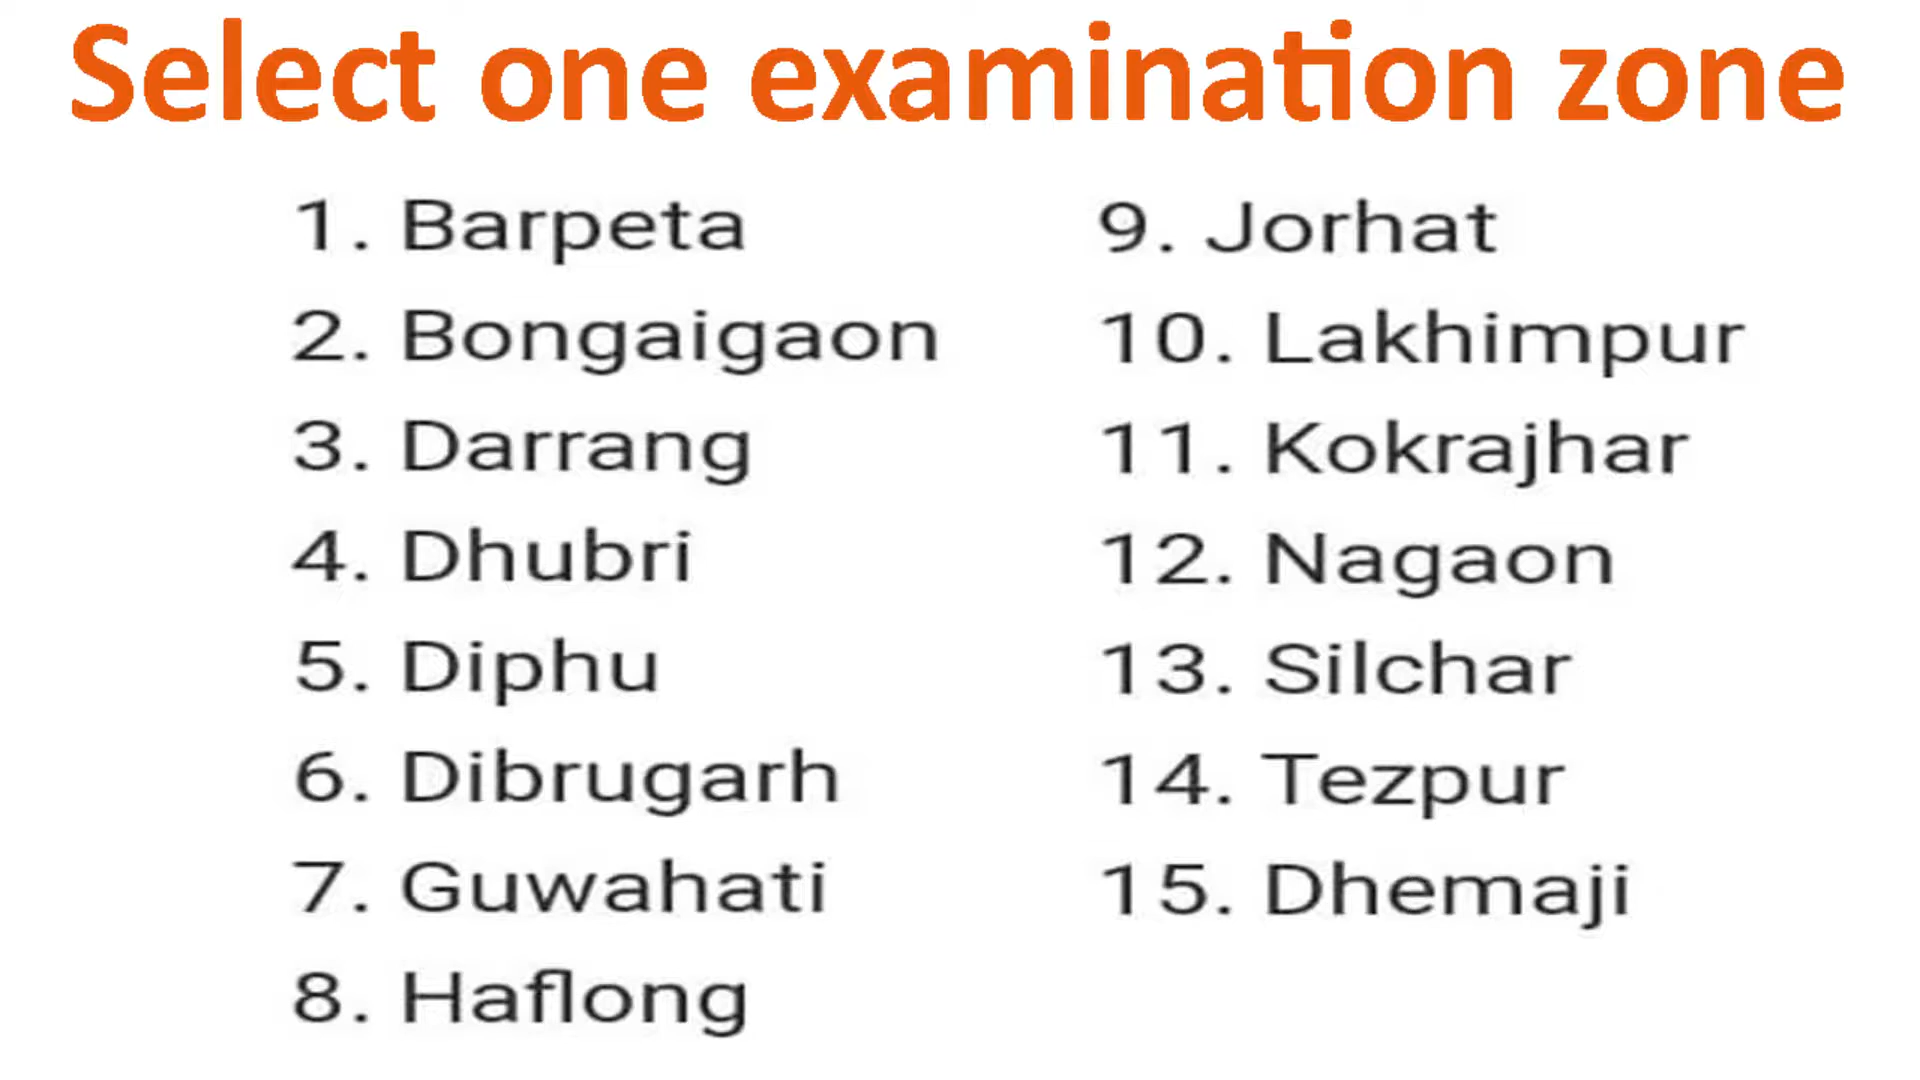 Select one examination zone
1. Barpeta
2. Bongaigaon
3. Darrang
4. Dhubri
5. Diphu
6. Dibrugarh
7. Guwahati
8. Haflong
9. Jorhat
10. Lakhimpur
11. Kokrajhar
12. Nagaon
13. Silchar
14. Tezpur
15. Dhemaji